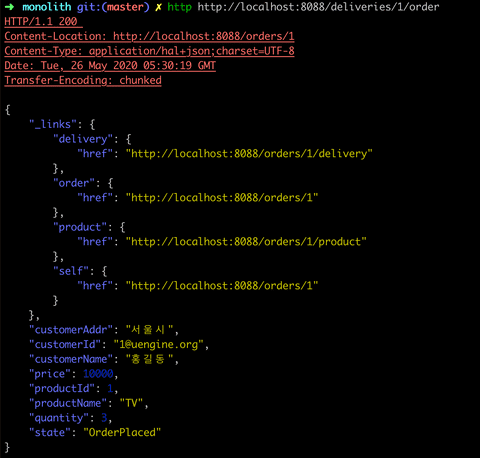 ➜ monolith git:(master) ✗ http http://localhost:8088/deliveries/1/order
HTTP/1.1 200
Content-Location: http://localhost:8088/orders/1
Content-Type: application/hal+json;charset=UTF-8
Date: Tue, 26 May 2020 05:30:19 GMT
Transfer-Encoding: chunked
{
"_links": {
"delivery": {
"href": "http://localhost:8088/orders/1/delivery"
},
"order": {
"href": "http://localhost:8088/orders/1"
},
"product": {
"href": "http://localhost:8088/orders/1/product"
},
"self": {
"href": "http://localhost:8088/orders/1"
}
},
"customerAddr": "서울시",
"customerId": "1@uengine.org",
"customerName": "홍길동",
"price": 10000,
"productId": 1,
"productName": "TV",
"quantity": 3,
"state": "OrderPlaced"
}